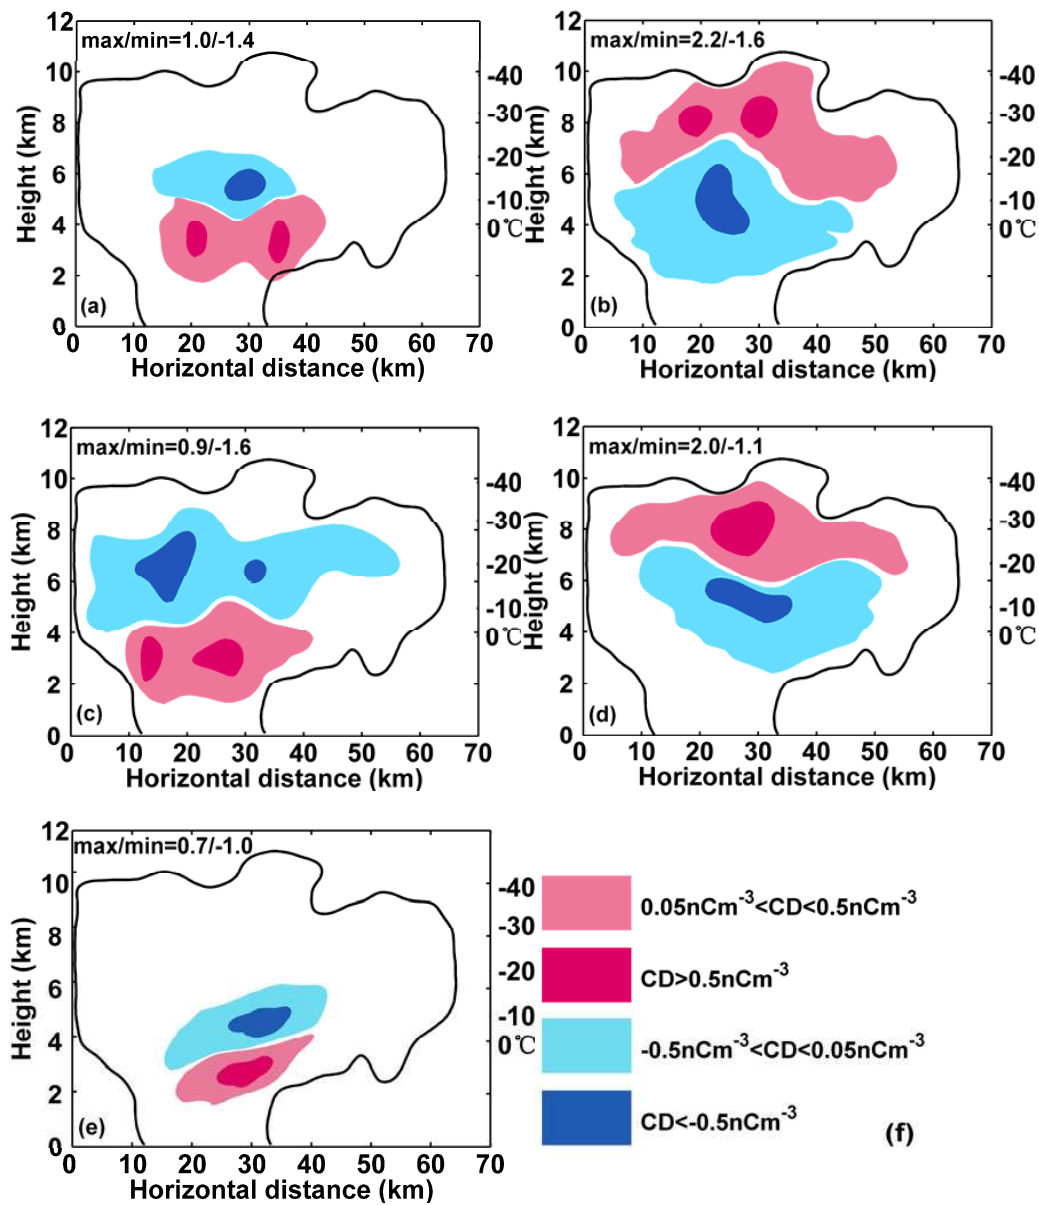 12
max/min=1.0/-1.4
10
-40
8
-30
Height (km)
6
-20
4
-10
0℃
2
(a)
0
0 10 20 30 40 50 60 70
Horizontal distance (km)
12
max/min=2.2/-1.6
10
-40
8
-30
Height (km)
6
-20
4
-10
0℃
2
(b)
0
0 10 20 30 40 50 60 70
Horizontal distance (km)
12
max/min=0.9/-1.6
10
-40
8
-30
Height (km)
6
-20
4
-10
0℃
2
(c)
0
0 10 20 30 40 50 60 70
Horizontal distance (km)
12
max/min=2.0/-1.1
10
-40
8
-30
Height (km)
6
-20
4
-10
0℃
2
(d)
0
0 10 20 30 40 50 60 70
Horizontal distance (km)
12
max/min=0.7/-1.0
10
-40
8
-30
Height (km)
6
-20
4
-10
0℃
2
(e)
0
0 10 20 30 40 50 60 70
Horizontal distance (km)
0.05nCm⁻³<CD<0.5nCm⁻³
CD>0.5nCm⁻³
-0.5nCm⁻³<CD<0.05nCm⁻³
CD<-0.5nCm⁻³
(f)